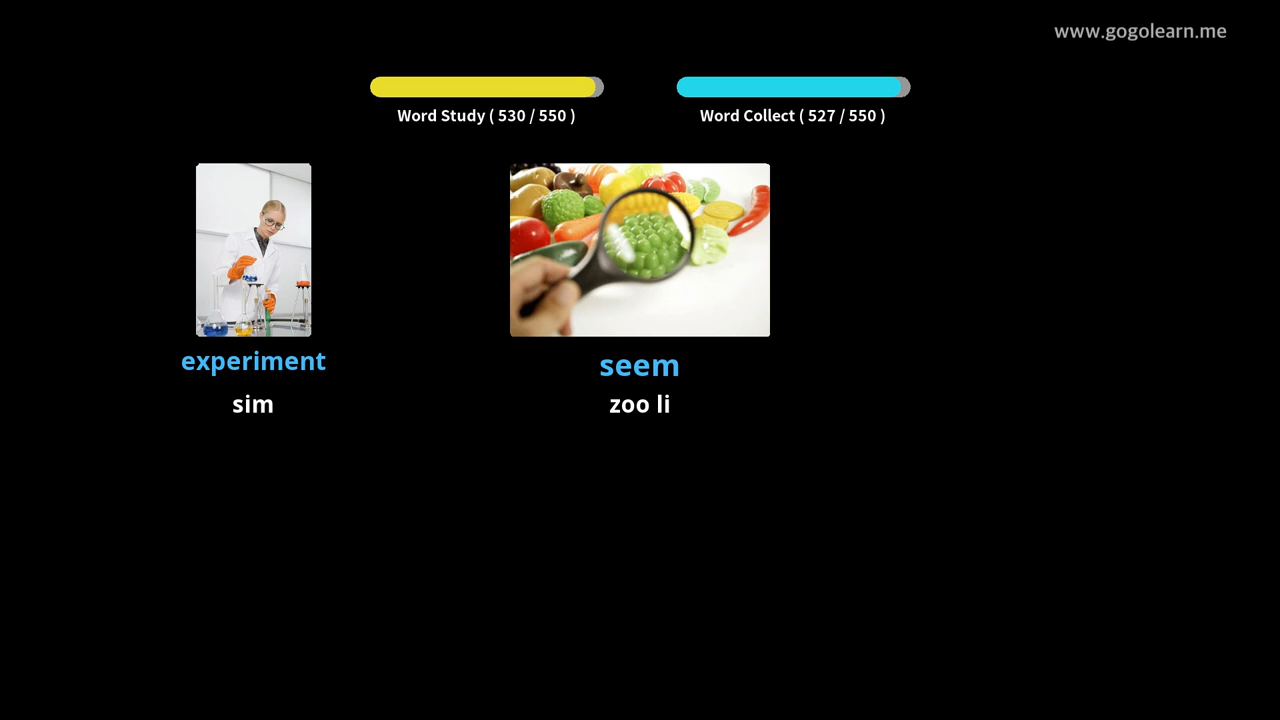 www.gogolearn.me
Word Study ( 530 / 550 )
Word Collect ( 527 / 550 )
experiment
sim
seem
zoo li